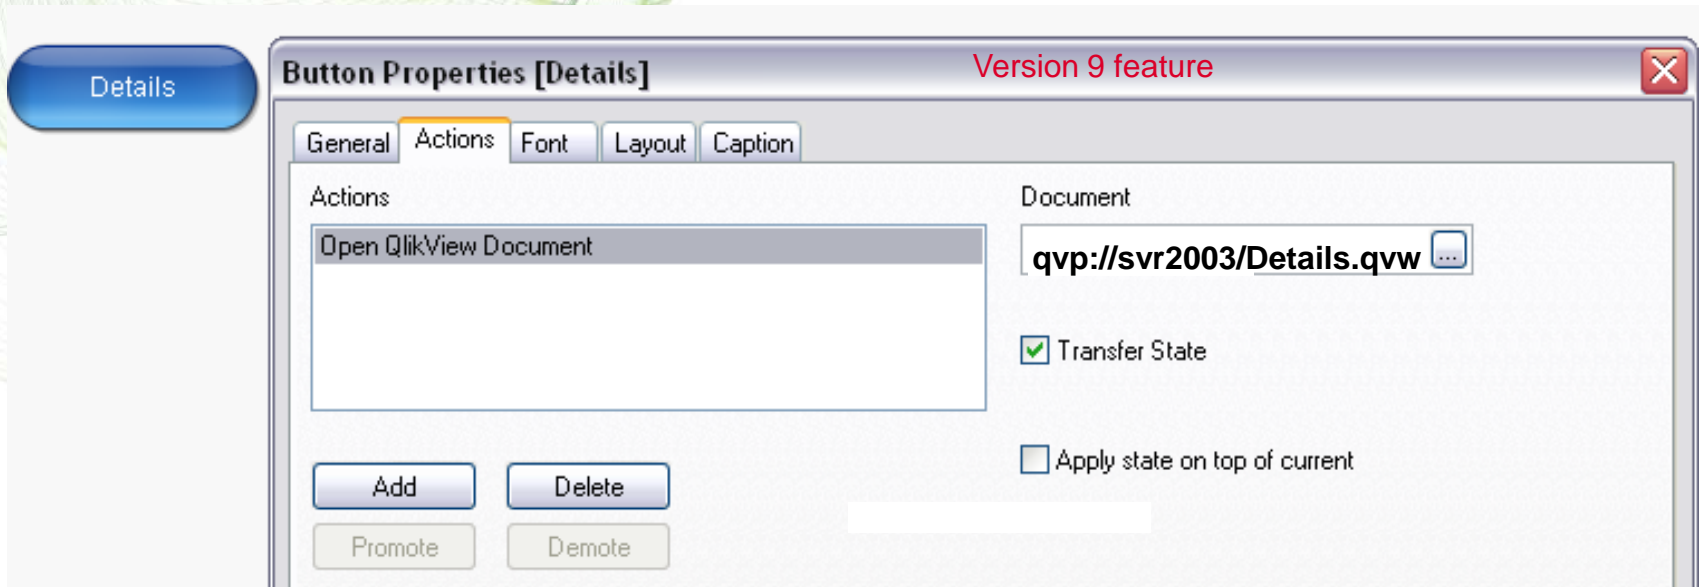 Details
Button Properties [Details]
Version 9 feature
General Actions Font Layout Caption
Actions
Document
Open QlikView Document
qvp://svr2003/Details.qvw ...
Transfer State
Apply state on top of current
Add Delete
Promote Demote